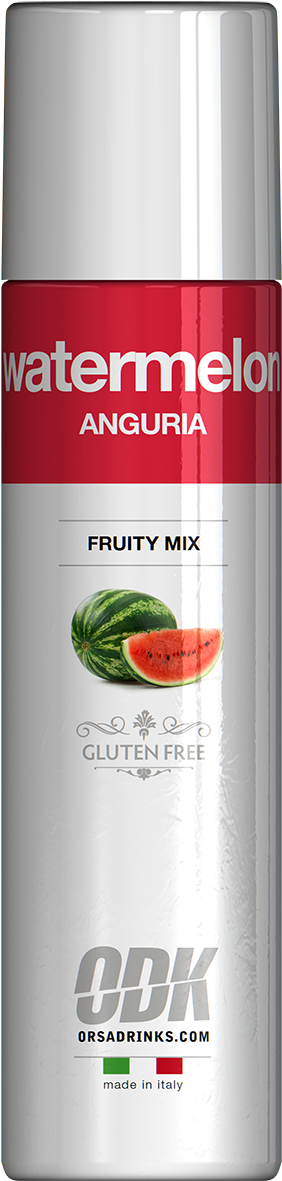 watermelon
ANGURIA
FRUITY MIX
GLUTEN FREE
ODK
ORSADRINKS.COM
made in italy